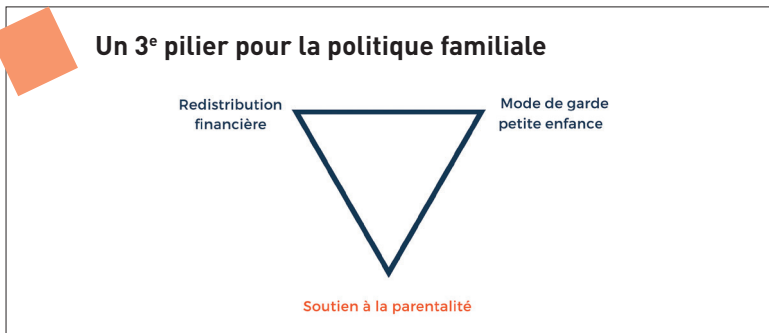 Un 3e pilier pour la politique familiale
Redistribution
financière
Mode de garde
petite enfance
Soutien à la parentalité